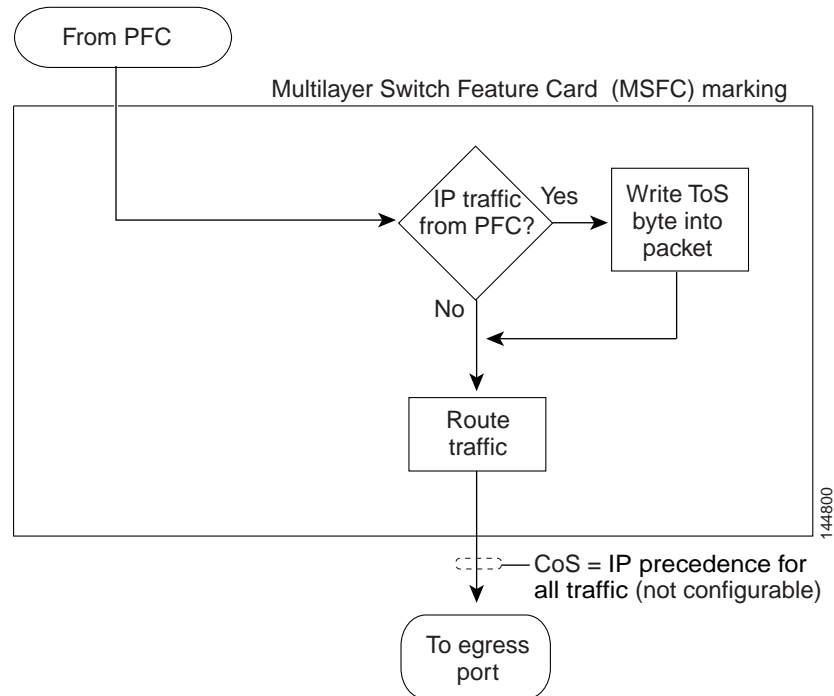 From PFC
Multilayer Switch Feature Card (MSFC) marking
IP traffic
from PFC?
Yes
Write ToS
byte into
packet
No
Route
traffic
144800
CoS = IP precedence for
all traffic (not configurable)
To egress
port